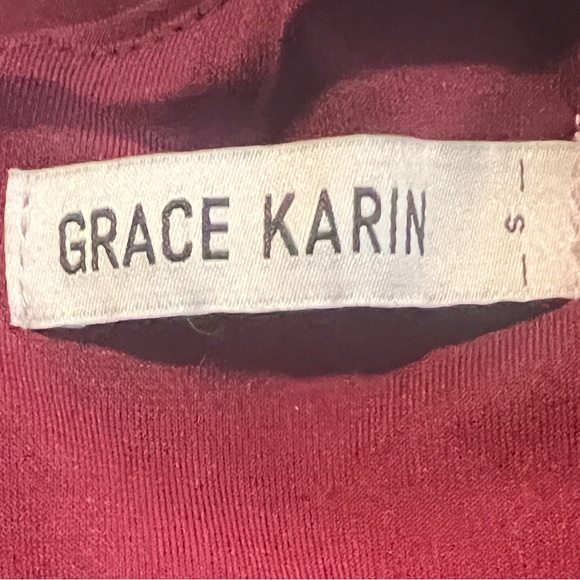 GRACE KARIN
— S —